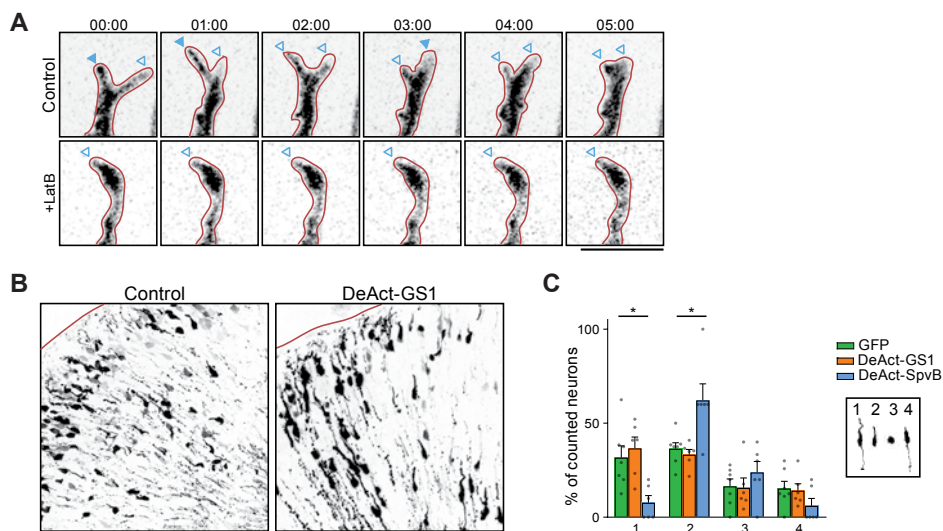 A
00:00 01:00 02:00 03:00 04:00 05:00
Control
+LatB
B
Control DeAct-GS1
C
% of counted neurons
100
50
0
* *
1 2 3 4
GFP
DeAct-GS1
DeAct-SpvB
1 2 3 4